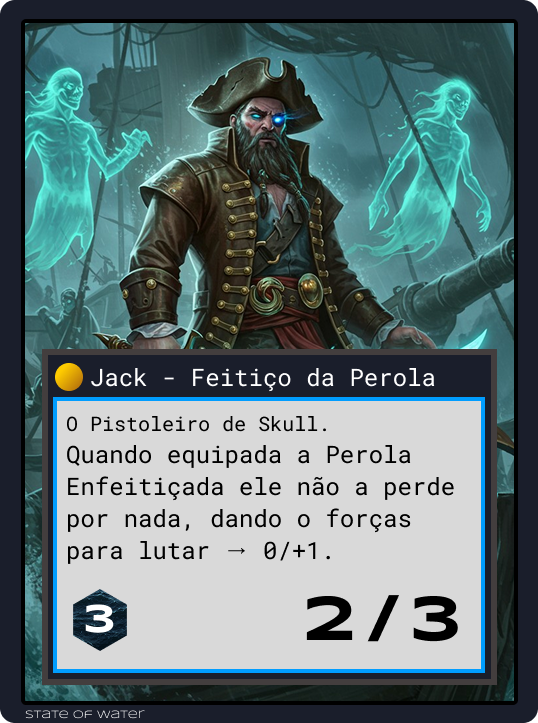 Jack - Feitiço da Perola
O Pistoleiro de Skull.
Quando equipada a Perola
Enfeitiçada ele não a perde
por nada, dando o forças
para lutar → 0/+1.
3
2/3
STATE OF WATER